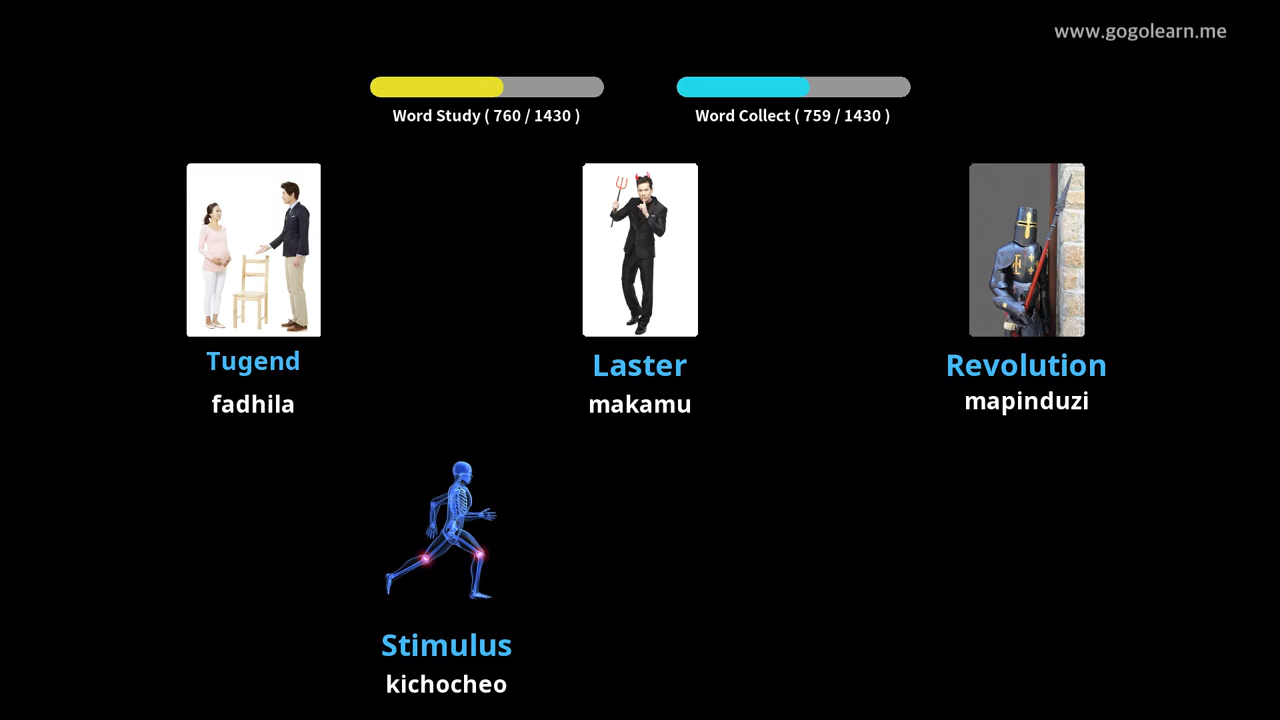 www.gogolearn.me
Word Study ( 760 / 1430 )
Word Collect ( 759 / 1430 )
Tugend
fadhila
Laster
makamu
Revolution
mapinduzi
Stimulus
kichocheo